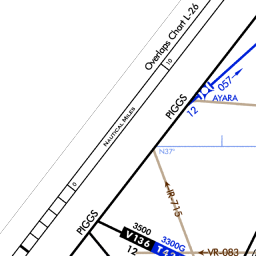 Overlaps Chart L-26
10
057
AYARA
PIGGS
12
NAUTICAL MILES
N37°
0
IR-715
PIGGS
3500
V136
3300G
12
VR-083